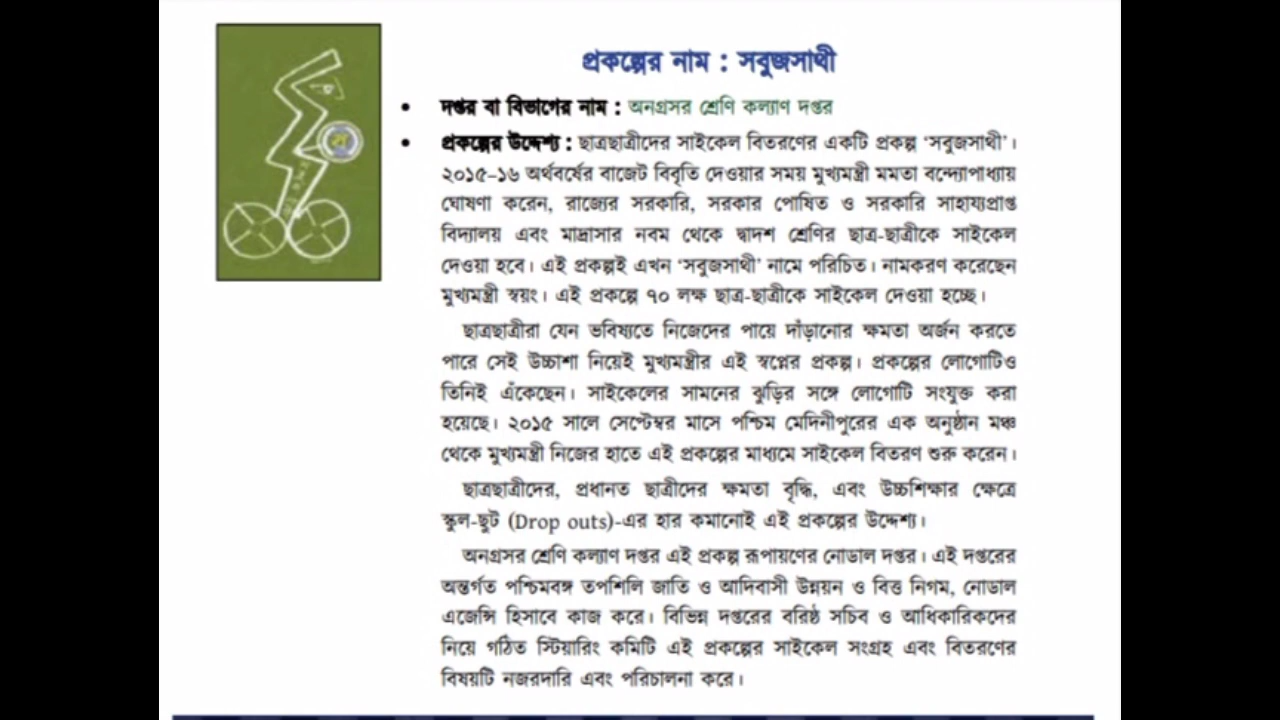 প্রকল্পের নাম : সবুজসাথী
• দপ্তর বা বিভাগের নাম : অনগ্রসর শ্রেণি কল্যাণ দপ্তর
• প্রকল্পের উদ্দেশ্য : ছাত্রছাত্রীদের সাইকেল বিতরণের একটি প্রকল্প ‘সবুজসাথী’।
২০১৫-১৬ অর্থবর্ষের বাজেট বিবৃতি দেওয়ার সময় মুখ্যমন্ত্রী মমতা বন্দ্যোপাধ্যায়
ঘোষণা করেন, রাজ্যের সরকারি, সরকার পোষিত ও সরকারি সাহায্যপ্রাপ্ত
বিদ্যালয় এবং মাদ্রাসার নবম থেকে দ্বাদশ শ্রেণির ছাত্র-ছাত্রীকে সাইকেল
দেওয়া হবে। এই প্রকল্পই এখন ‘সবুজসাথী’ নামে পরিচিত। নামকরণ করেছেন
মুখ্যমন্ত্রী স্বয়ং। এই প্রকল্পে ৭০ লক্ষ ছাত্র-ছাত্রীকে সাইকেল দেওয়া হচ্ছে।
ছাত্রছাত্রীরা যেন ভবিষ্যতে নিজেদের পায়ে দাঁড়ানোর ক্ষমতা অর্জন করতে
পারে সেই উচ্চাশা নিয়েই মুখ্যমন্ত্রীর এই স্বপ্নের প্রকল্প। প্রকল্পের লোগোটিও
তিনিই এঁকেছেন। সাইকেলের সামনের ঝুড়ির সঙ্গে লোগোটি সংযুক্ত করা
হয়েছে। ২০১৫ সালে সেপ্টেম্বর মাসে পশ্চিম মেদিনীপুরের এক অনুষ্ঠান মঞ্চ
থেকে মুখ্যমন্ত্রী নিজের হাতে এই প্রকল্পের মাধ্যমে সাইকেল বিতরণ শুরু করেন।
ছাত্রছাত্রীদের, প্রধানত ছাত্রীদের ক্ষমতা বৃদ্ধি, এবং উচ্চশিক্ষার ক্ষেত্রে
স্কুল-ছুট (Drop outs)-এর হার কমানোই এই প্রকল্পের উদ্দেশ্য।
অনগ্রসর শ্রেণি কল্যাণ দপ্তর এই প্রকল্প রূপায়ণের নোডাল দপ্তর। এই দপ্তরের
অন্তর্গত পশ্চিমবঙ্গ তপশিলি জাতি ও আদিবাসী উন্নয়ন ও বিত্ত নিগম, নোডাল
এজেন্সি হিসাবে কাজ করে। বিভিন্ন দপ্তরের বরিষ্ঠ সচিব ও আধিকারিকদের
নিয়ে গঠিত স্টিয়ারিং কমিটি এই প্রকল্পের সাইকেল সংগ্রহ এবং বিতরণের
বিষয়টি নজরদারি এবং পরিচালনা করে।